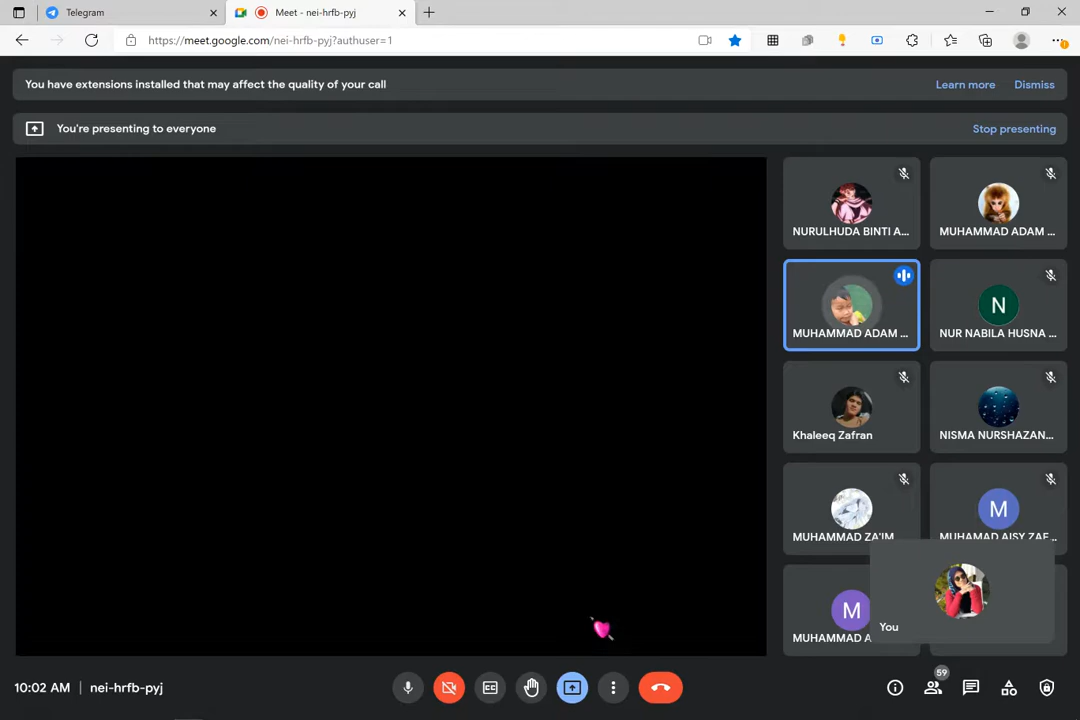 Telegram
Meet - nei-hrfb-pyj
https://meet.google.com/nei-hrfb-pyj?authuser=1
You have extensions installed that may affect the quality of your call
Learn more
Dismiss
You're presenting to everyone
Stop presenting
NURULHUDA BINTI A...
MUHAMMAD ADAM ...
MUHAMMAD ADAM ...
NUR NABILA HUSNA ...
N
Khaleeq Zafran
NISMA NURSHAZAN...
MUHAMMAD ZA'IM
M
MUHAMAD AISY ZAF...
M
MUHAMMAD A
You
10:02 AM
nei-hrfb-pyj
CC
59